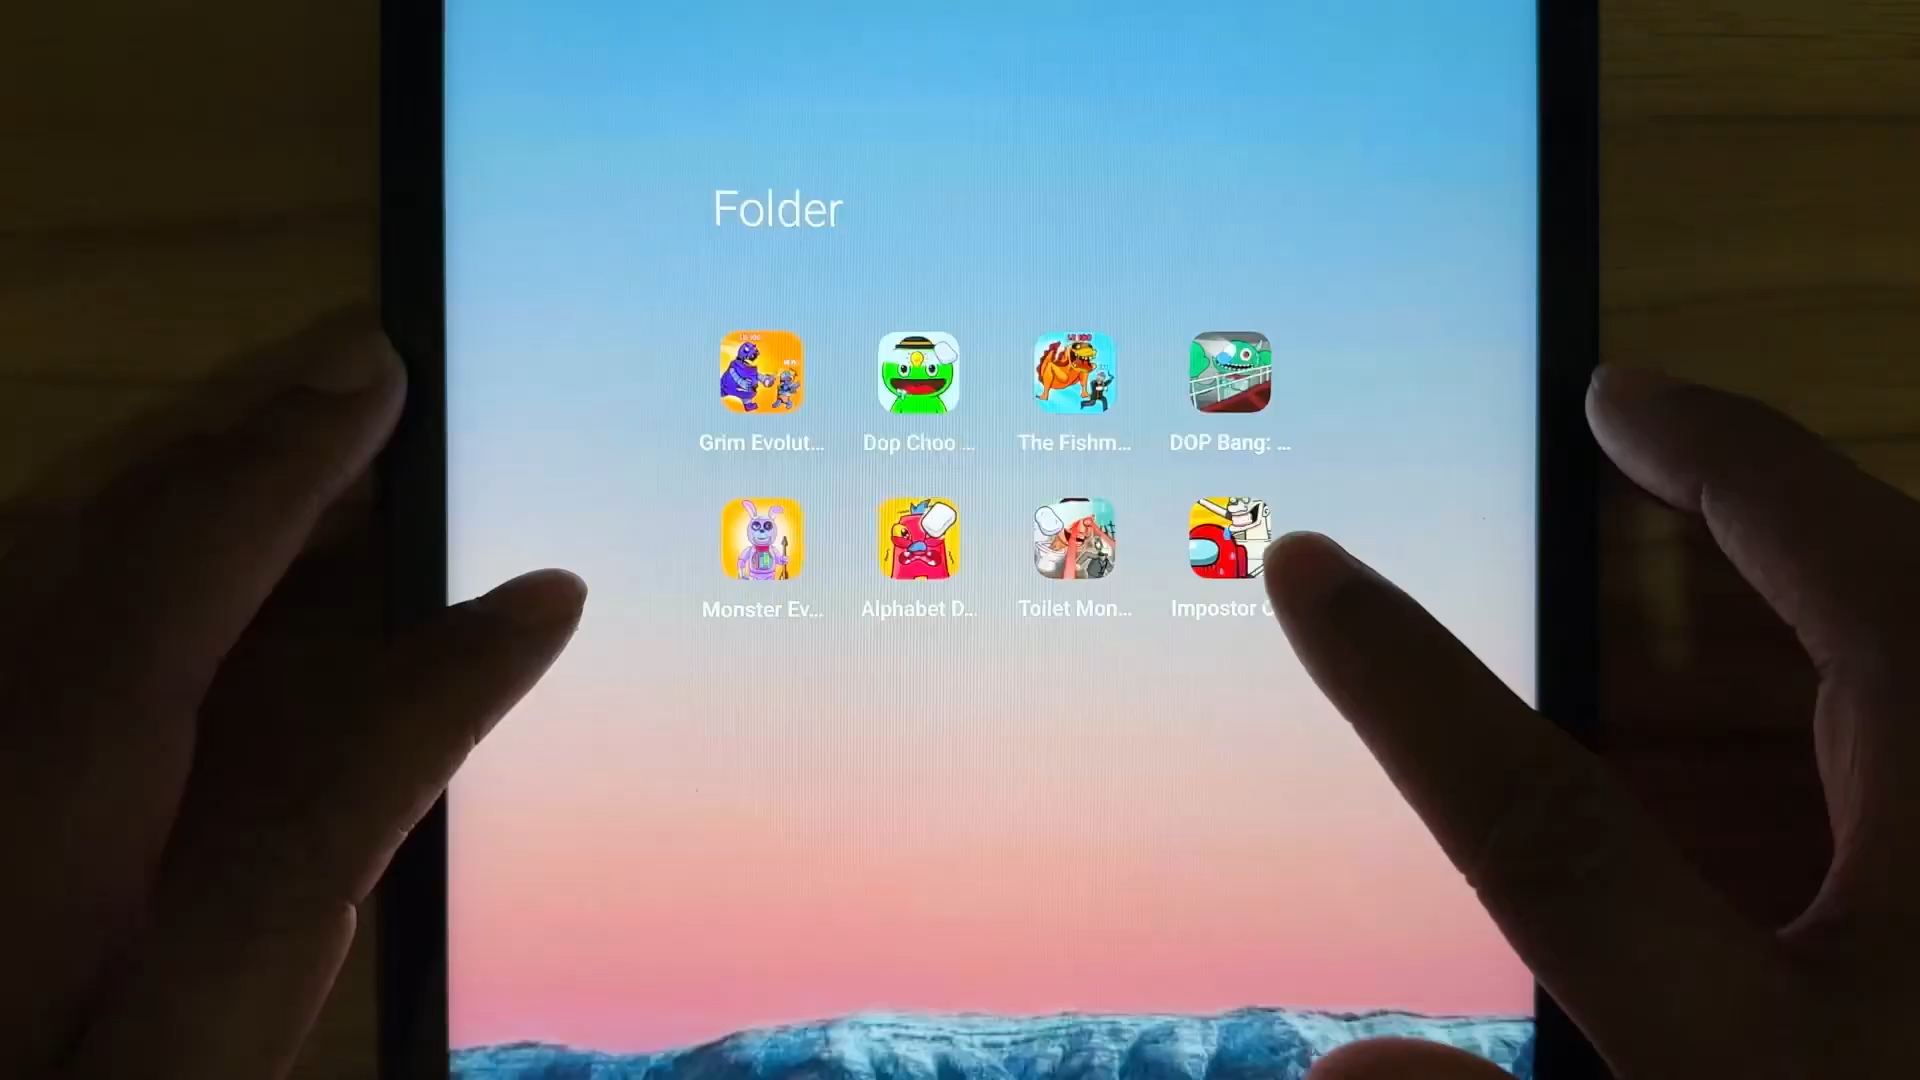 Folder
Grim Evolut...
Dop Choo ...
The Fishm...
DOP Bang: ...
Monster Ev...
Alphabet D...
Toilet Mon...
Impostor